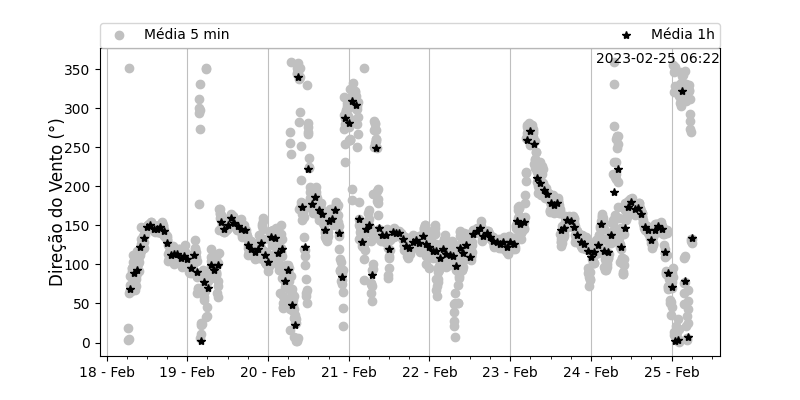 Média 5 min
Média 1h
2023-02-25 06:22
Direção do Vento (°)
350
300
250
200
150
100
50
0
18 - Feb
19 - Feb
20 - Feb
21 - Feb
22 - Feb
23 - Feb
24 - Feb
25 - Feb